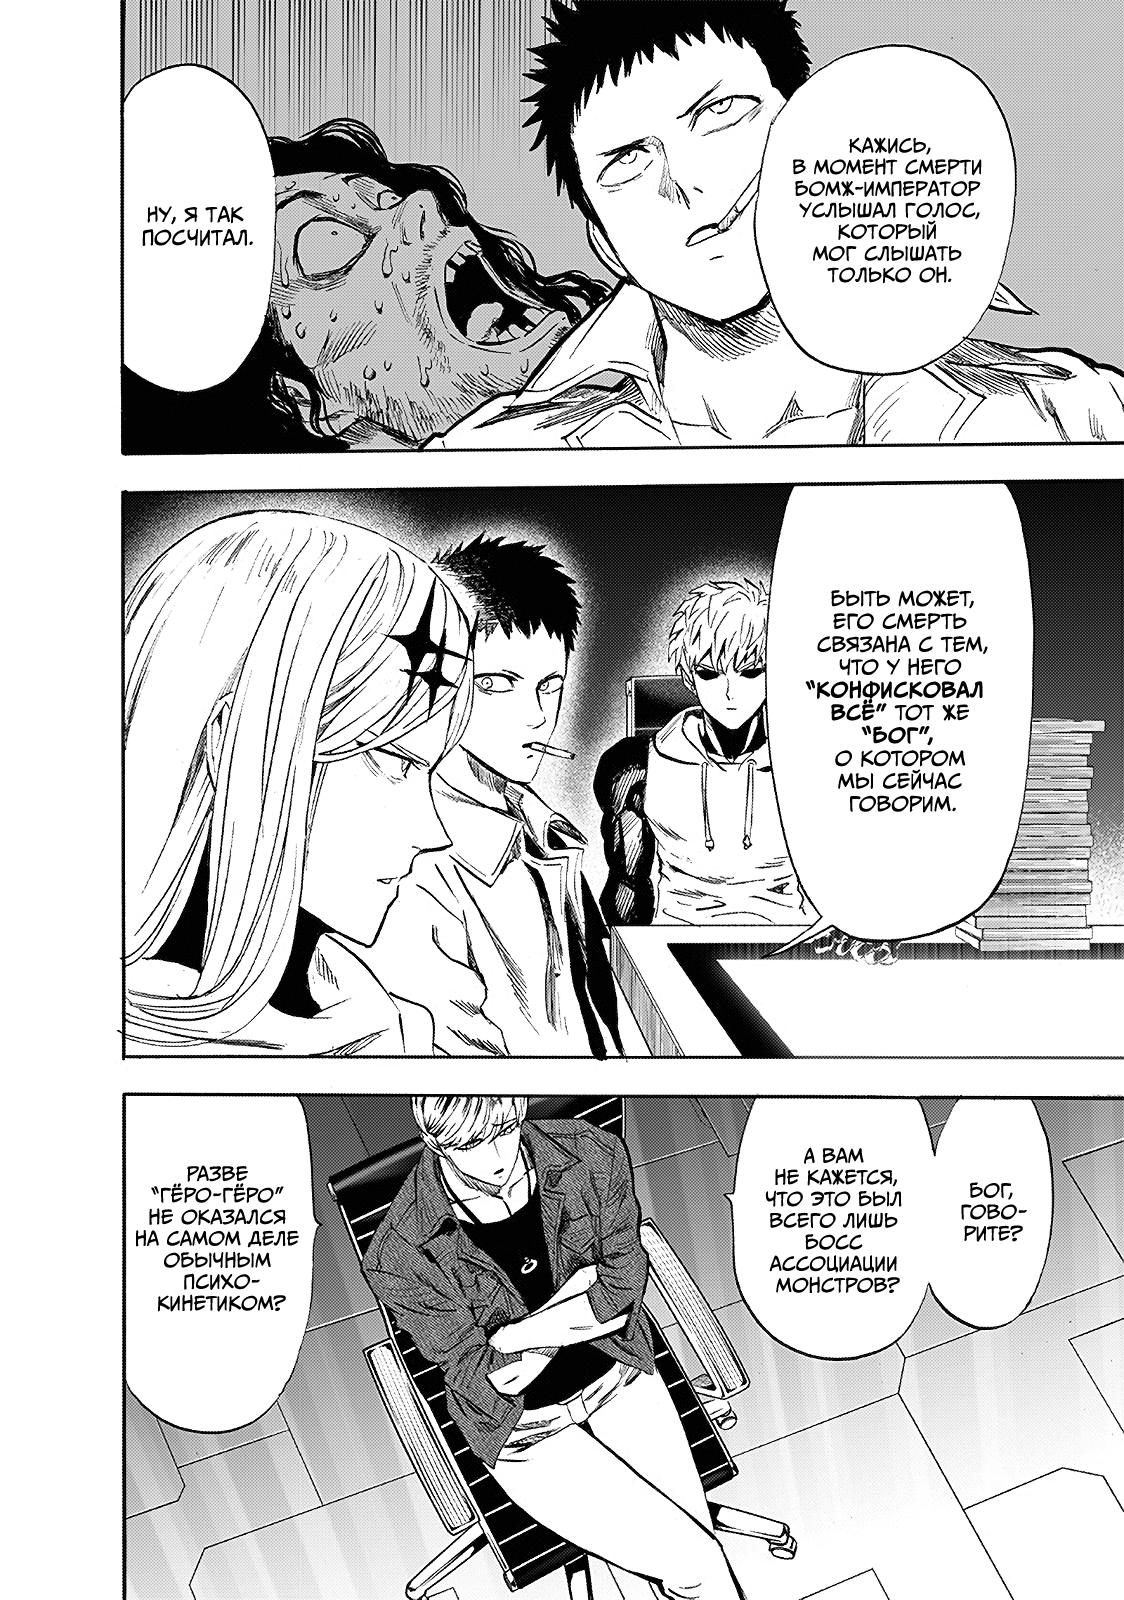 КАЖИСЬ,
В МОМЕНТ СМЕРТИ
БОМЖ-ИМПЕРАТОР
УСЛЫШАЛ ГОЛОС,
КОТОРЫЙ
МОГ СЛЫШАТЬ
ТОЛЬКО ОН.
НУ, Я ТАК
ПОСЧИТАЛ.
БЫТЬ МОЖЕТ,
ЕГО СМЕРТЬ
СВЯЗАНА С ТЕМ,
ЧТО У НЕГО
"КОНФИСКОВАЛ
ВСЁ" ТОТ ЖЕ
"БОГ",
О КОТОРОМ
МЫ СЕЙЧАС
ГОВОРИМ.
БОГ,
ГОВО-
РИТЕ?
А ВАМ
НЕ КАЖЕТСЯ,
ЧТО ЭТО БЫЛ
ВСЕГО ЛИШЬ
БОСС
АССОЦИАЦИИ
МОНСТРОВ?
РАЗВЕ
"ГЁРО-ГЁРО"
НЕ ОКАЗАЛСЯ
НА САМОМ ДЕЛЕ
ОБЫЧНЫМ
ПСИХО-
КИНЕТИКОМ?